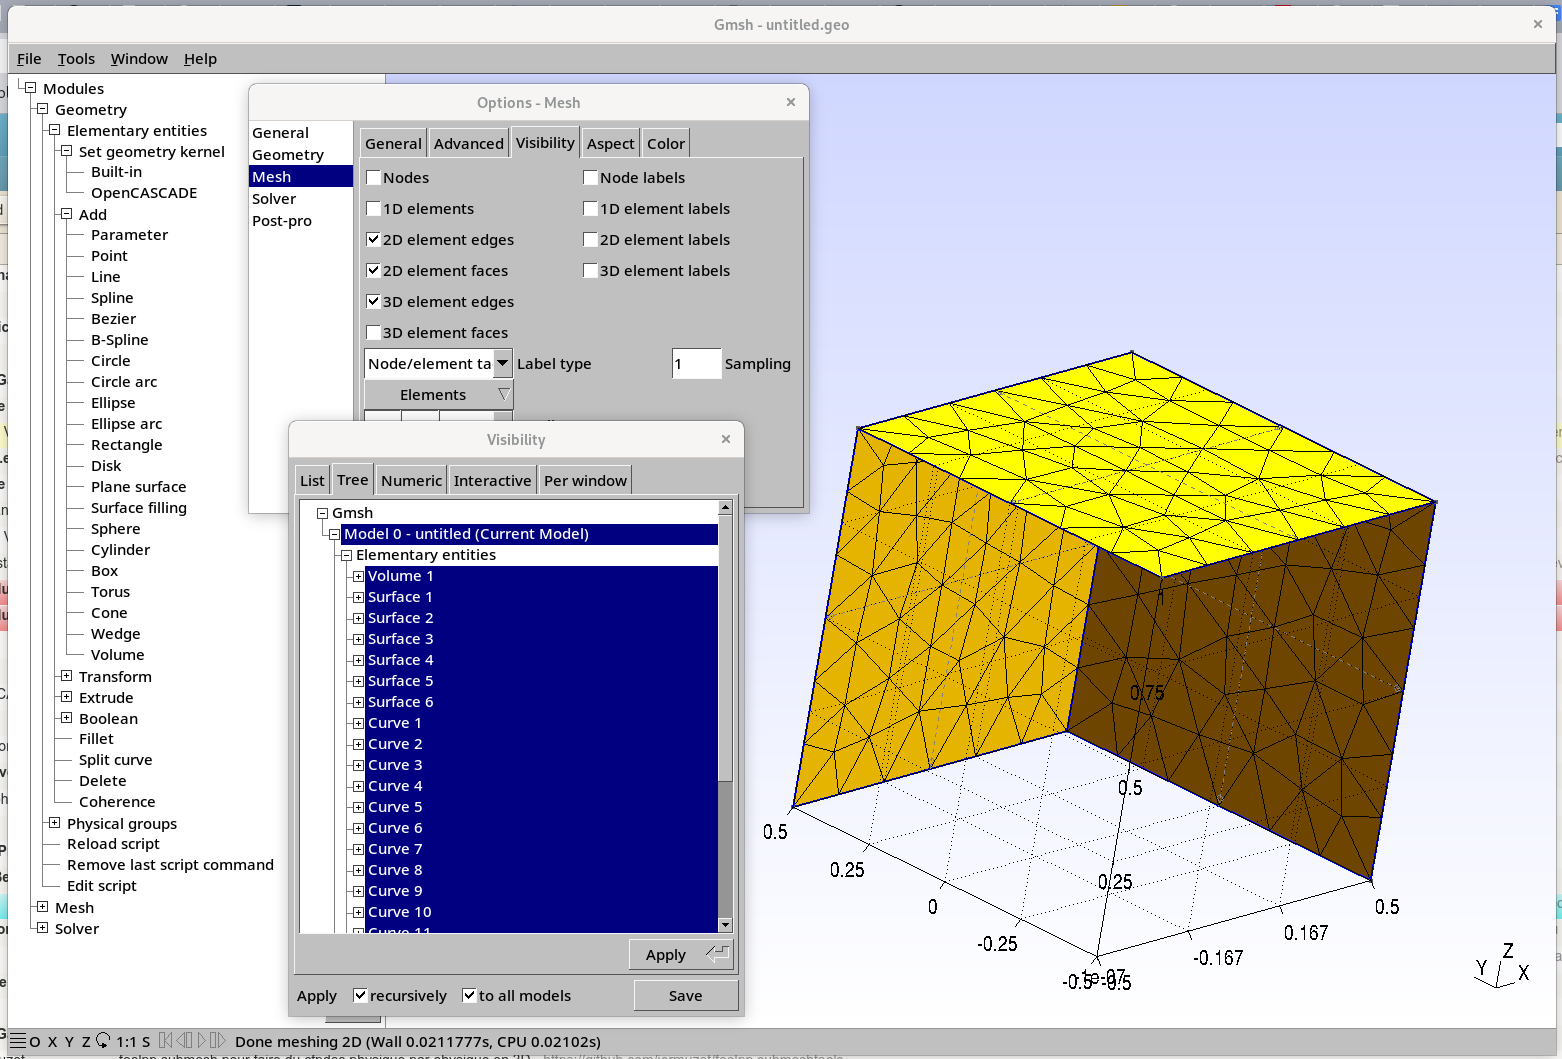 Gmsh - untitled.geo
File Tools Window Help
Modules
Geometry
Elementary entities
Set geometry kernel
Built-in
OpenCASCADE
Add
Parameter
Point
Line
Spline
Bezier
B-Spline
Circle
Circle arc
Ellipse
Ellipse arc
Rectangle
Disk
Plane surface
Surface filling
Sphere
Cylinder
Box
Torus
Cone
Wedge
Volume
Transform
Extrude
Boolean
Fillet
Split curve
Delete
Coherence
Physical groups
Reload script
Remove last script command
Edit script
Mesh
Solver
Options - Mesh
General
Geometry
Mesh
Solver
Post-pro
General Advanced Visibility Aspect Color
Nodes Node labels
1D elements 1D element labels
2D element edges 2D element labels
2D element faces 3D element labels
3D element edges
3D element faces
Node/element ta Label type 1 Sampling
Elements
Visibility
List Tree Numeric Interactive Per window
Gmsh
Model 0 - untitled (Current Model)
Elementary entities
Volume 1
Surface 1
Surface 2
Surface 3
Surface 4
Surface 5
Surface 6
Curve 1
Curve 2
Curve 3
Curve 4
Curve 5
Curve 6
Curve 7
Curve 8
Curve 9
Curve 10
Curve 11
Apply
Apply recursively to all models Save
1
0.75
0.5
0.25
-1e-07
0.5
0.25
0
-0.25
-0.5
-0.5
-0.167
0.167
0.5
Z
Y
X
O X Y Z 1:1 S Done meshing 2D (Wall 0.0211777s, CPU 0.02102s)